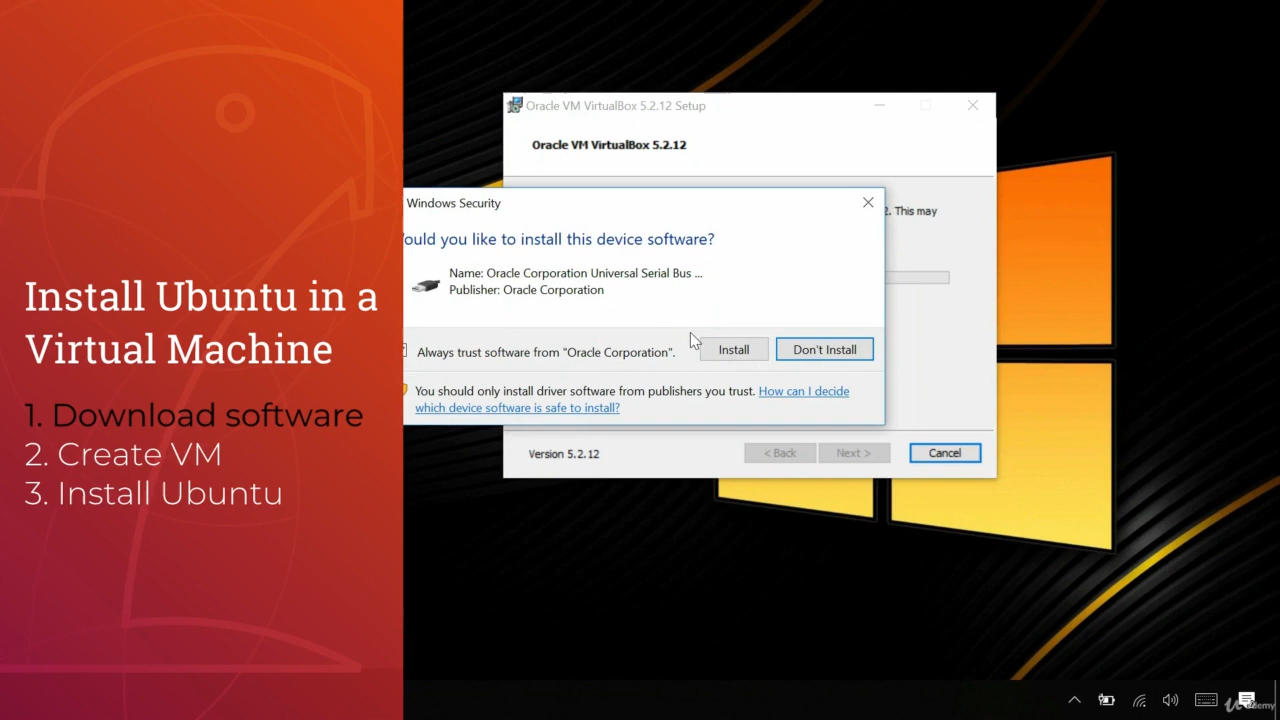 Install Ubuntu in a
Virtual Machine
1. Download software
2. Create VM
3. Install Ubuntu
Oracle VM VirtualBox 5.2.12 Setup
Oracle VM VirtualBox 5.2.12
2. This may
Windows Security
ould you like to install this device software?
Name: Oracle Corporation Universal Serial Bus ...
Publisher: Oracle Corporation
Always trust software from "Oracle Corporation".
Install
Don't Install
You should only install driver software from publishers you trust. How can I decide
which device software is safe to install?
Version 5.2.12
< Back
Next >
Cancel
Udemy